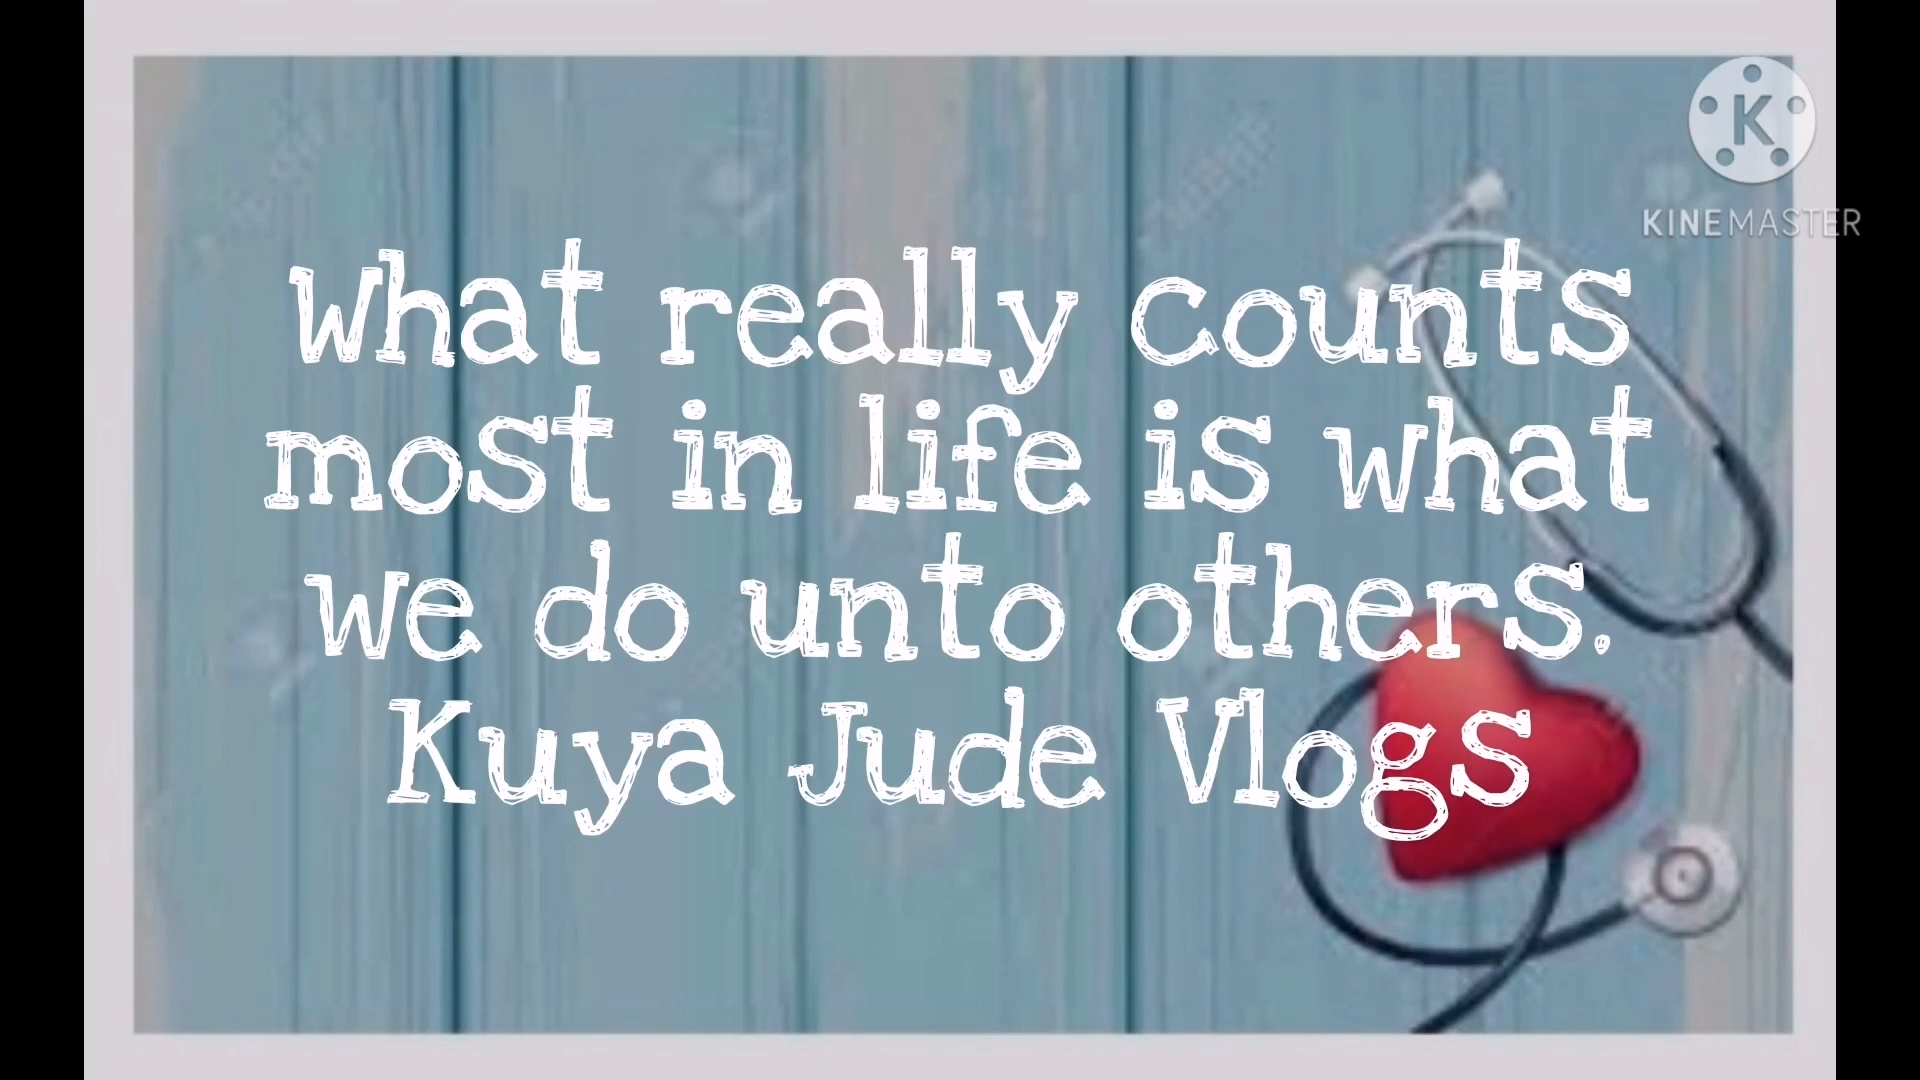 K
KINEMASTER
What really counts
most in life is what
we do unto others.
Kuya Jude Vlogs